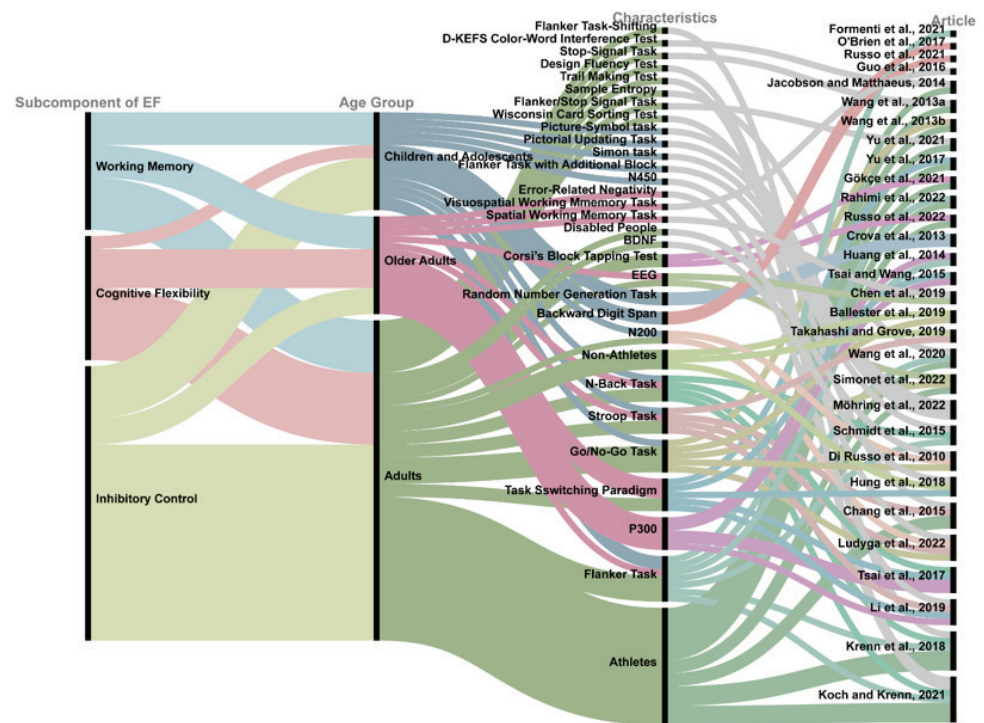 Subcomponent of EF
Working Memory
Cognitive Flexibility
Inhibitory Control
Age Group
Children and Adolescents
Older Adults
Adults
Characteristics
Flanker Task-Shifting
D-KEFS Color-Word Interference Test
Stop-Signal Task
Design Fluency Test
Trail Making Test
Sample Entropy
Flanker/Stop Signal Task
Wisconsin Card Sorting Test
Picture-Symbol task
Pictorial Updating Task
Simon task
Flanker Task with Additional Block
N450
Error-Related Negativity
Visuospatial Working Mmemory Task
Spatial Working Memory Task
Disabled People
BDNF
Corsi's Block Tapping Test
EEG
Random Number Generation Task
Backward Digit Span
N200
Non-Athletes
N-Back Task
Stroop Task
Go/No-Go Task
Task Sswitching Paradigm
P300
Flanker Task
Athletes
Article
Formenti et al., 2021
O'Brien et al., 2017
Russo et al., 2021
Guo et al., 2016
Jacobson and Matthaeus, 2014
Wang et al., 2013a
Wang et al., 2013b
Yu et al., 2021
Yu et al., 2017
Gökçe et al., 2021
Rahimi et al., 2022
Russo et al., 2022
Crova et al., 2013
Huang et al., 2014
Tsai and Wang, 2015
Chen et al., 2019
Ballester et al., 2019
Takahashi and Grove, 2019
Wang et al., 2020
Simonet et al., 2022
Möhring et al., 2022
Schmidt et al., 2015
Di Russo et al., 2010
Hung et al., 2018
Chang et al., 2015
Ludyga et al., 2022
Tsai et al., 2017
Li et al., 2019
Krenn et al., 2018
Koch and Krenn, 2021